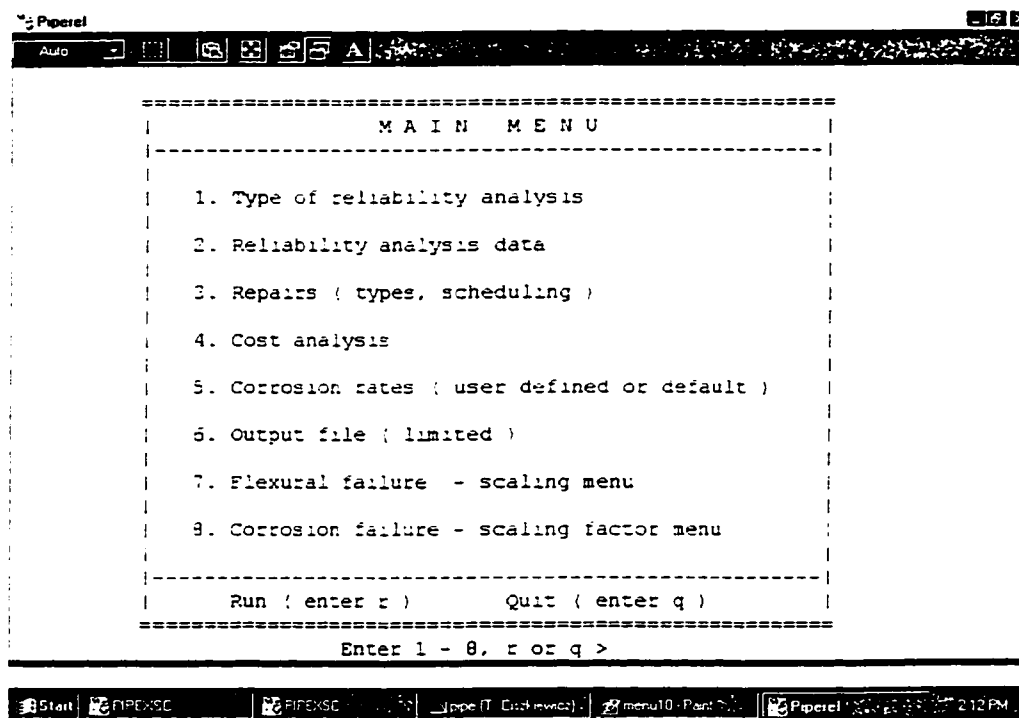 Piperel
Auto
A
MAIN MENU
1. Type of reliability analysis
2. Reliability analysis data
3. Repairs ( types, scheduling )
4. Cost analysis
5. Corrosion rates ( user defined or default )
6. Output file ( limited )
7. Flexural failure - scaling menu
8. Corrosion failure - scaling factor menu
Run ( enter r ) Quit ( enter q )
Enter 1 - 8, r or q >
Start PIPEXSC PIPEXSC menu10 - Paint Piperel 2:12 PM